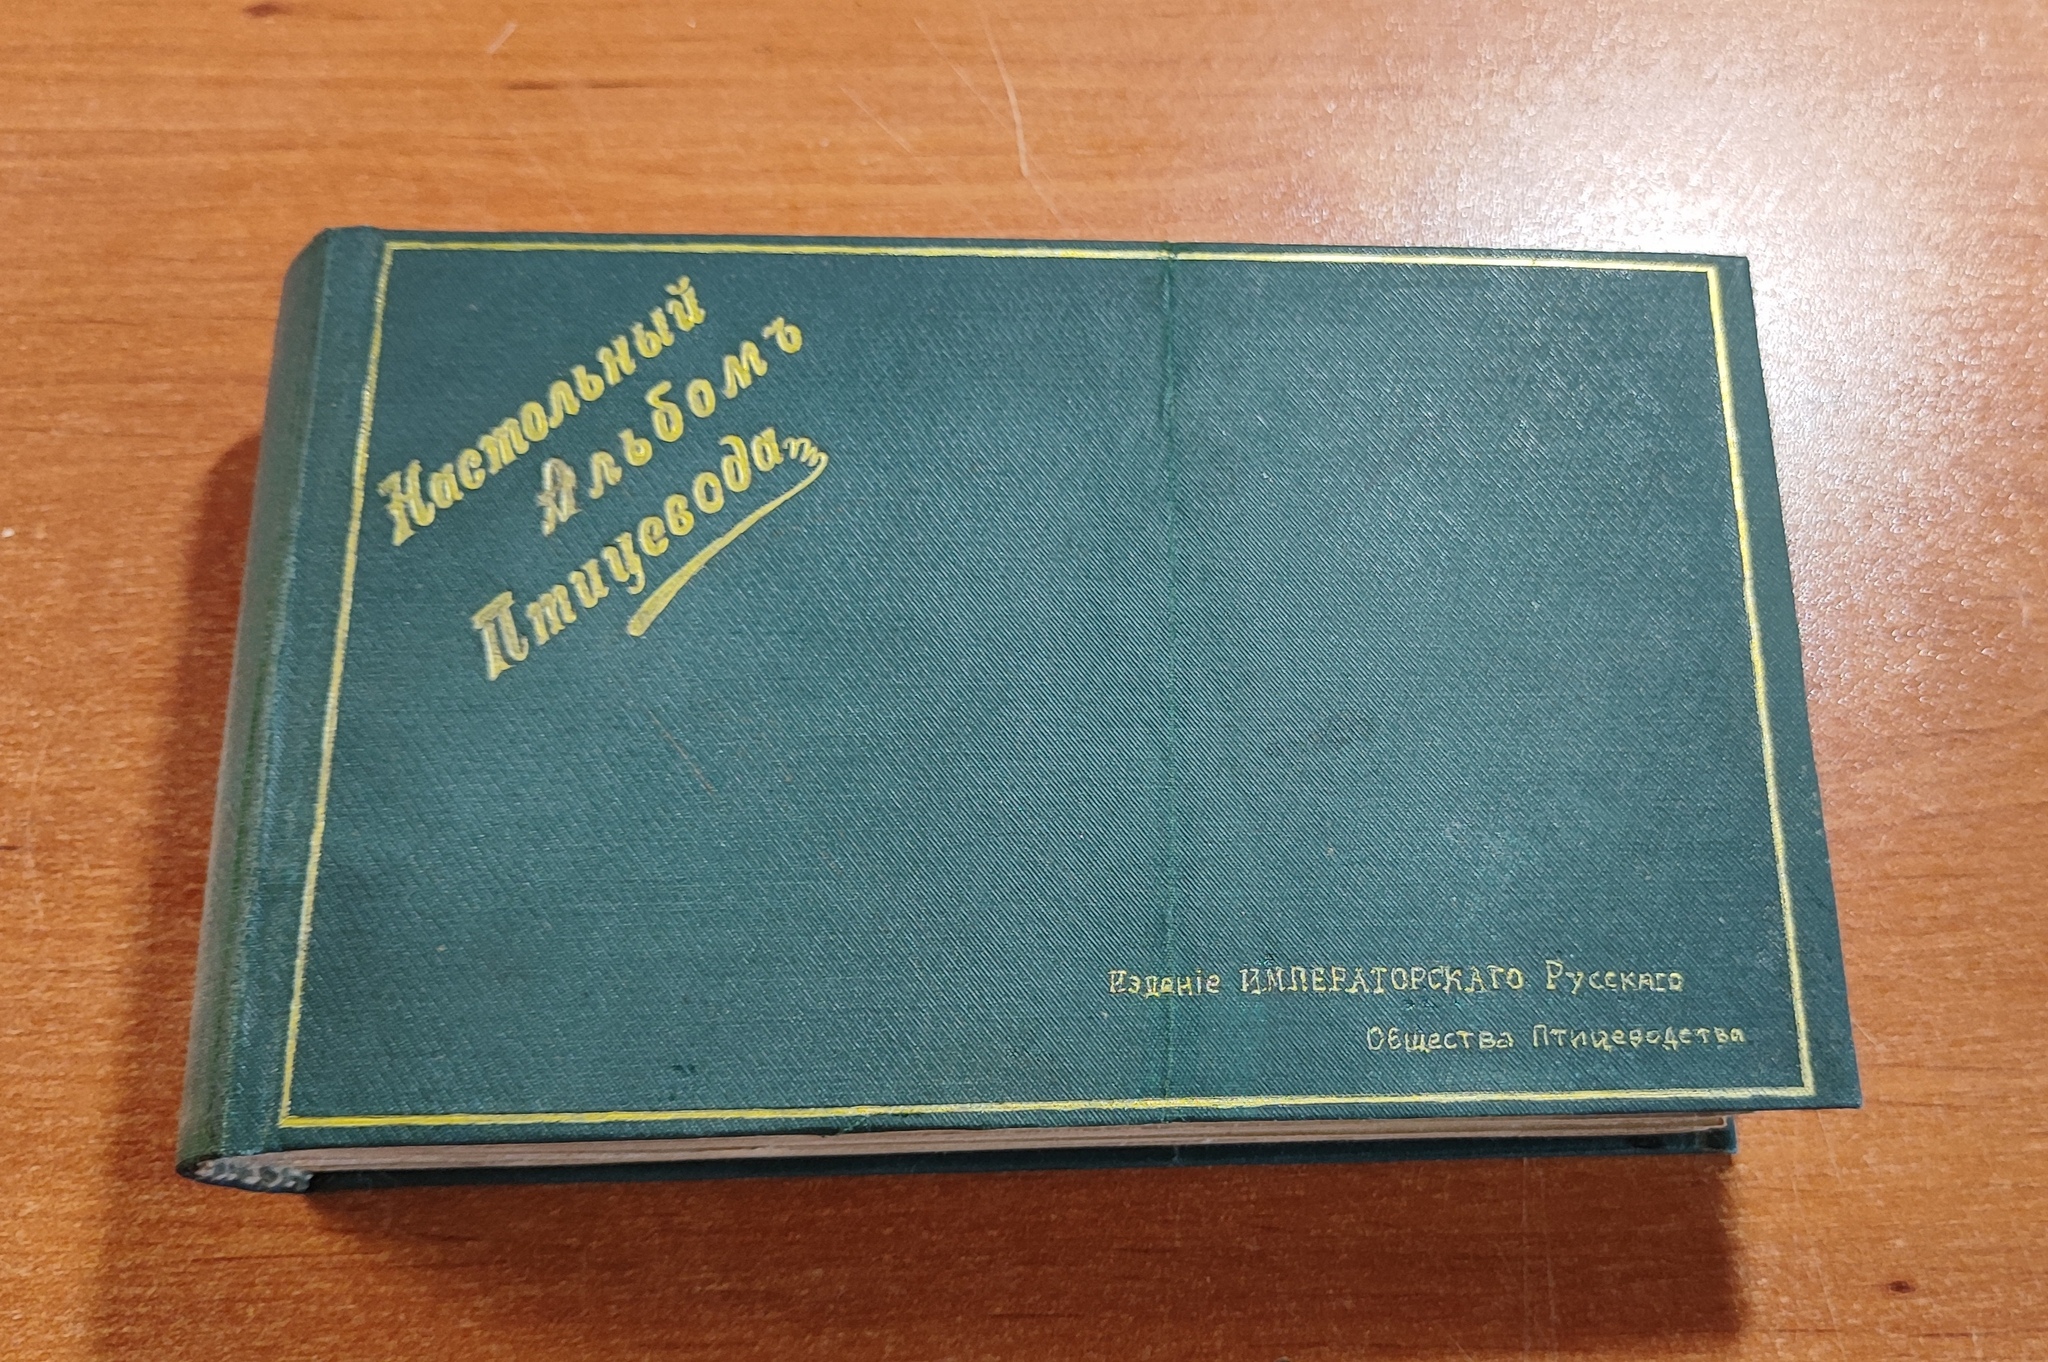 Настольный
Альбомъ
Птицевода
Изданіе ИМПЕРАТОРСКАГО Русскаго
Общества Птицеводства